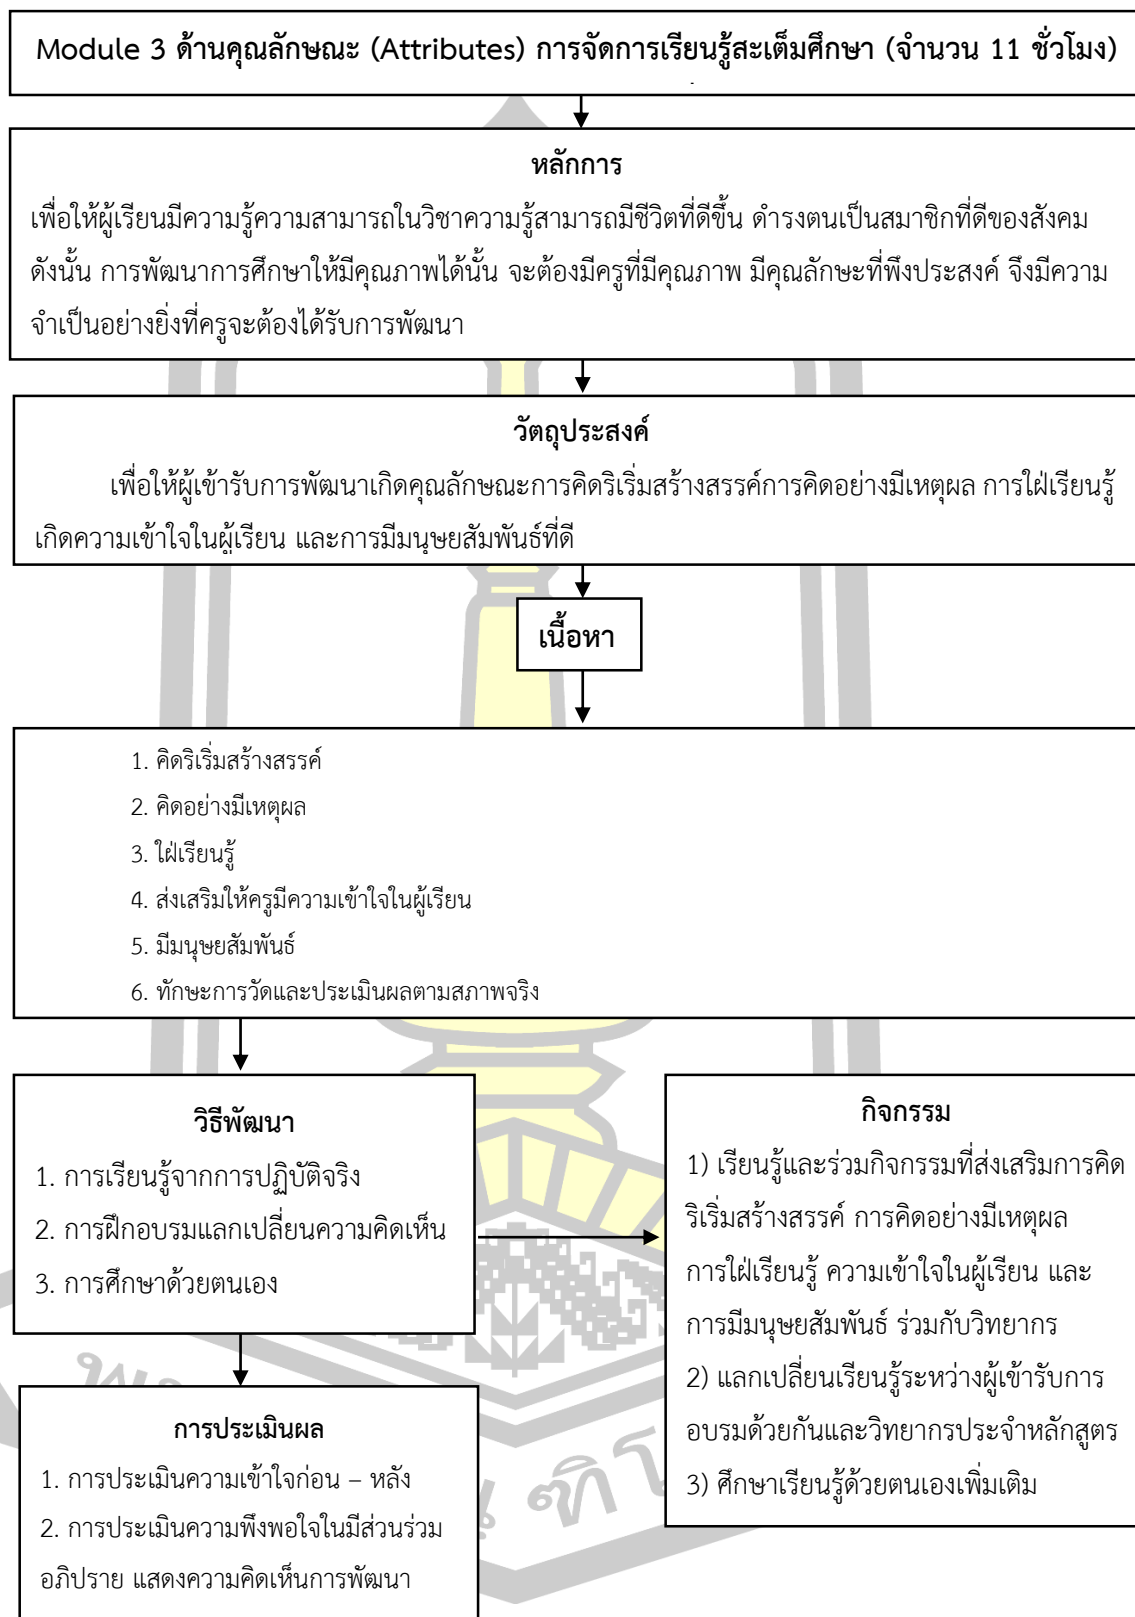 Module 3 ด้านคุณลักษณะ (Attributes) การจัดการเรียนรู้สะเต็มศึกษา (จำนวน 11 ชั่วโมง)
หลักการ
เพื่อให้ผู้เรียนมีความรู้ความสามารถในวิชาความรู้สามารถมีชีวิตที่ดีขึ้น ดำรงตนเป็นสมาชิกที่ดีของสังคม
ดังนั้น การพัฒนาการศึกษาให้มีคุณภาพได้นั้น จะต้องมีครูที่มีคุณภาพ มีคุณลักษะที่พึงประสงค์ จึงมีความ
จำเป็นอย่างยิ่งที่ครูจะต้องได้รับการพัฒนา
วัตถุประสงค์
เพื่อให้ผู้เข้ารับการพัฒนาเกิดคุณลักษณะการคิดริเริ่มสร้างสรรค์การคิดอย่างมีเหตุผล การใฝ่เรียนรู้
เกิดความเข้าใจในผู้เรียน และการมีมนุษยสัมพันธ์ที่ดี
เนื้อหา
1. คิดริเริ่มสร้างสรรค์
2. คิดอย่างมีเหตุผล
3. ใฝ่เรียนรู้
4. ส่งเสริมให้ครูมีความเข้าใจในผู้เรียน
5. มีมนุษยสัมพันธ์
6. ทักษะการวัดและประเมินผลตามสภาพจริง
วิธีพัฒนา
1. การเรียนรู้จากการปฏิบัติจริง
2. การฝึกอบรมแลกเปลี่ยนความคิดเห็น
3. การศึกษาด้วยตนเอง
กิจกรรม
1) เรียนรู้และร่วมกิจกรรมที่ส่งเสริมการคิด
ริเริ่มสร้างสรรค์ การคิดอย่างมีเหตุผล
การใฝ่เรียนรู้ ความเข้าใจในผู้เรียน และ
การมีมนุษยสัมพันธ์ ร่วมกับวิทยากร
2) แลกเปลี่ยนเรียนรู้ระหว่างผู้เข้ารับการ
อบรมด้วยกันและวิทยากรประจำหลักสูตร
3) ศึกษาเรียนรู้ด้วยตนเองเพิ่มเติม
การประเมินผล
1. การประเมินความเข้าใจก่อน – หลัง
2. การประเมินความพึงพอใจในมีส่วนร่วม
อภิปราย แสดงความคิดเห็นการพัฒนา